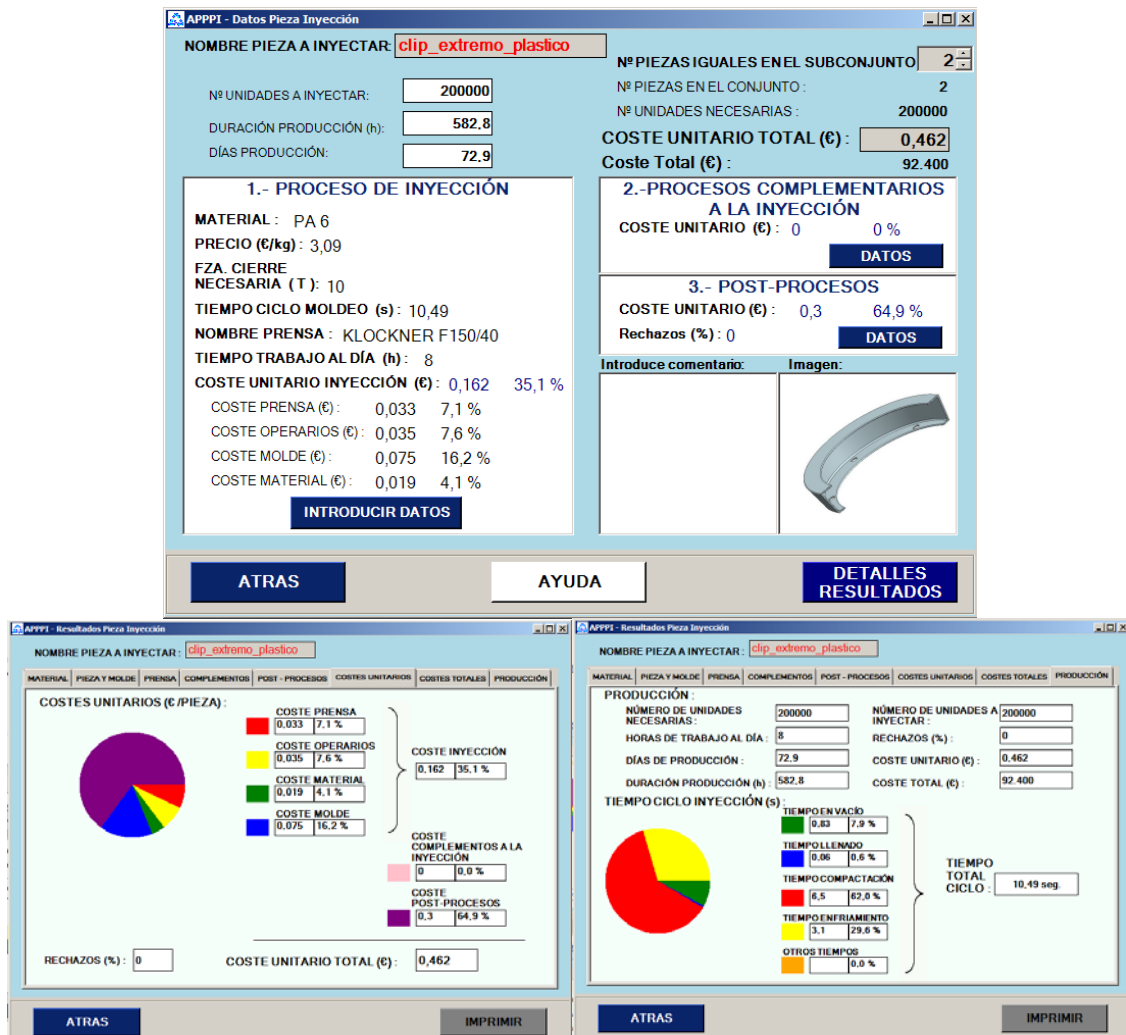 APPPI - Datos Pieza Inyección
NOMBRE PIEZA A INYECTAR: clip_extremo_plastico
Nº UNIDADES A INYECTAR: 200000
DURACIÓN PRODUCCIÓN (h): 582,8
DÍAS PRODUCCIÓN: 72,9
Nº PIEZAS IGUALES EN EL SUBCONJUNTO 2
Nº PIEZAS EN EL CONJUNTO : 2
Nº UNIDADES NECESARIAS : 200000
COSTE UNITARIO TOTAL (€) : 0,462
Coste Total (€) : 92.400
1.- PROCESO DE INYECCIÓN
MATERIAL : PA 6
PRECIO (€/kg) : 3,09
FZA. CIERRE
NECESARIA ( T ): 10
TIEMPO CICLO MOLDEO (s) : 10,49
NOMBRE PRENSA : KLOCKNER F150/40
TIEMPO TRABAJO AL DÍA (h) : 8
COSTE UNITARIO INYECCIÓN (€) : 0,162 35,1 %
COSTE PRENSA (€) : 0,033 7,1 %
COSTE OPERARIOS (€) : 0,035 7,6 %
COSTE MOLDE (€) : 0,075 16,2 %
COSTE MATERIAL (€) : 0,019 4,1 %
INTRODUCIR DATOS
2.-PROCESOS COMPLEMENTARIOS
A LA INYECCIÓN
COSTE UNITARIO (€) : 0 0 %
DATOS
3.- POST-PROCESOS
COSTE UNITARIO (€) : 0,3 64,9 %
Rechazos (%) : 0
DATOS
Introduce comentario: Imagen:
ATRAS
AYUDA
DETALLES
RESULTADOS
APPPI - Resultados Pieza Inyección
NOMBRE PIEZA A INYECTAR : clip_extremo_plastico
MATERIAL PIEZA Y MOLDE PRENSA COMPLEMENTOS POST - PROCESOS COSTES UNITARIOS COSTES TOTALES PRODUCCIÓN
COSTES UNITARIOS (€ /PIEZA) :
COSTE PRENSA
0,033 7,1 %
COSTE OPERARIOS
0,035 7,6 %
COSTE MATERIAL
0,019 4,1 %
COSTE MOLDE
0,075 16,2 %
COSTE INYECCIÓN
0,162 35,1 %
COSTE
COMPLEMENTOS A LA
INYECCIÓN
0 0,0 %
COSTE
POST-PROCESOS
0,3 64,9 %
RECHAZOS (%) : 0
COSTE UNITARIO TOTAL (€) : 0,462
ATRAS
IMPRIMIR
APPPI - Resultados Pieza Inyección
NOMBRE PIEZA A INYECTAR : clip_extremo_plastico
MATERIAL PIEZA Y MOLDE PRENSA COMPLEMENTOS POST - PROCESOS COSTES UNITARIOS COSTES TOTALES PRODUCCIÓN
PRODUCCIÓN :
NÚMERO DE UNIDADES
NECESARIAS : 200000
NÚMERO DE UNIDADES A
INYECTAR : 200000
HORAS DE TRABAJO AL DÍA : 8
RECHAZOS (%) : 0
DÍAS DE PRODUCCIÓN : 72,9
COSTE UNITARIO (€) : 0,462
DURACIÓN PRODUCCIÓN (h) : 582,8
COSTE TOTAL (€) : 92.400
TIEMPO CICLO INYECCIÓN (s) :
TIEMPO EN VACÍO
0,83 7,9 %
TIEMPO LLENADO
0,06 0,6 %
TIEMPO COMPACTACIÓN
6,5 62,0 %
TIEMPO ENFRIAMIENTO
3,1 29,6 %
OTROS TIEMPOS
0,0 %
TIEMPO
TOTAL
CICLO : 10,49 seg.
ATRAS
IMPRIMIR